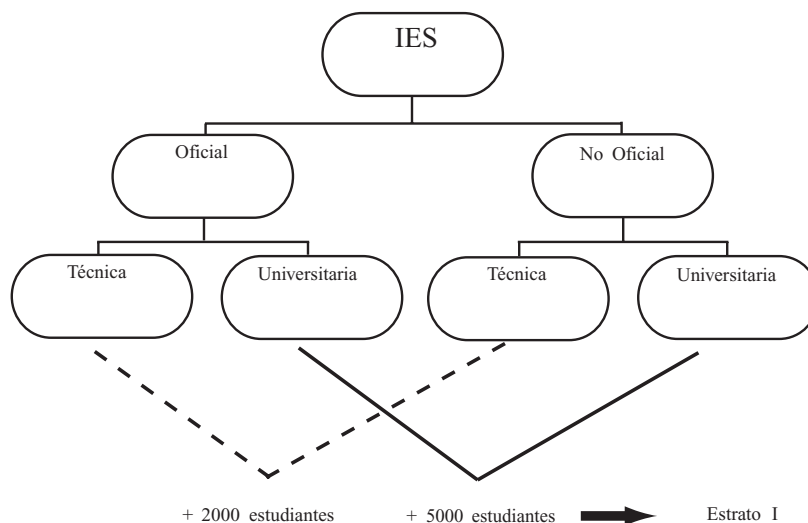 IES
Oficial
No Oficial
Técnica
Universitaria
Técnica
Universitaria
+ 2000 estudiantes
+ 5000 estudiantes
Estrato I